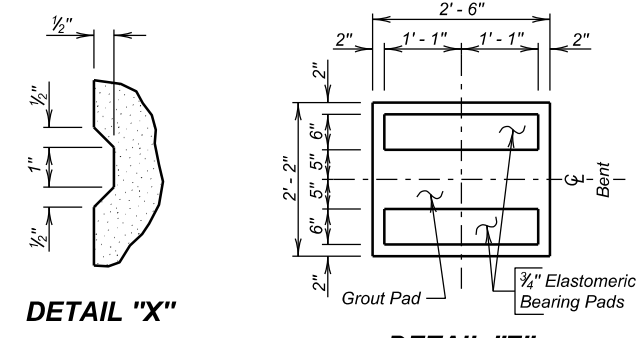 ½"
½"
1"
½"
DETAIL "X"
2' - 6"
2"
1' - 1"
1' - 1"
2"
2"
6"
5"
2' - 2"
5"
6"
2"
℄
Bent
Grout Pad
¾" Elastomeric
Bearing Pads